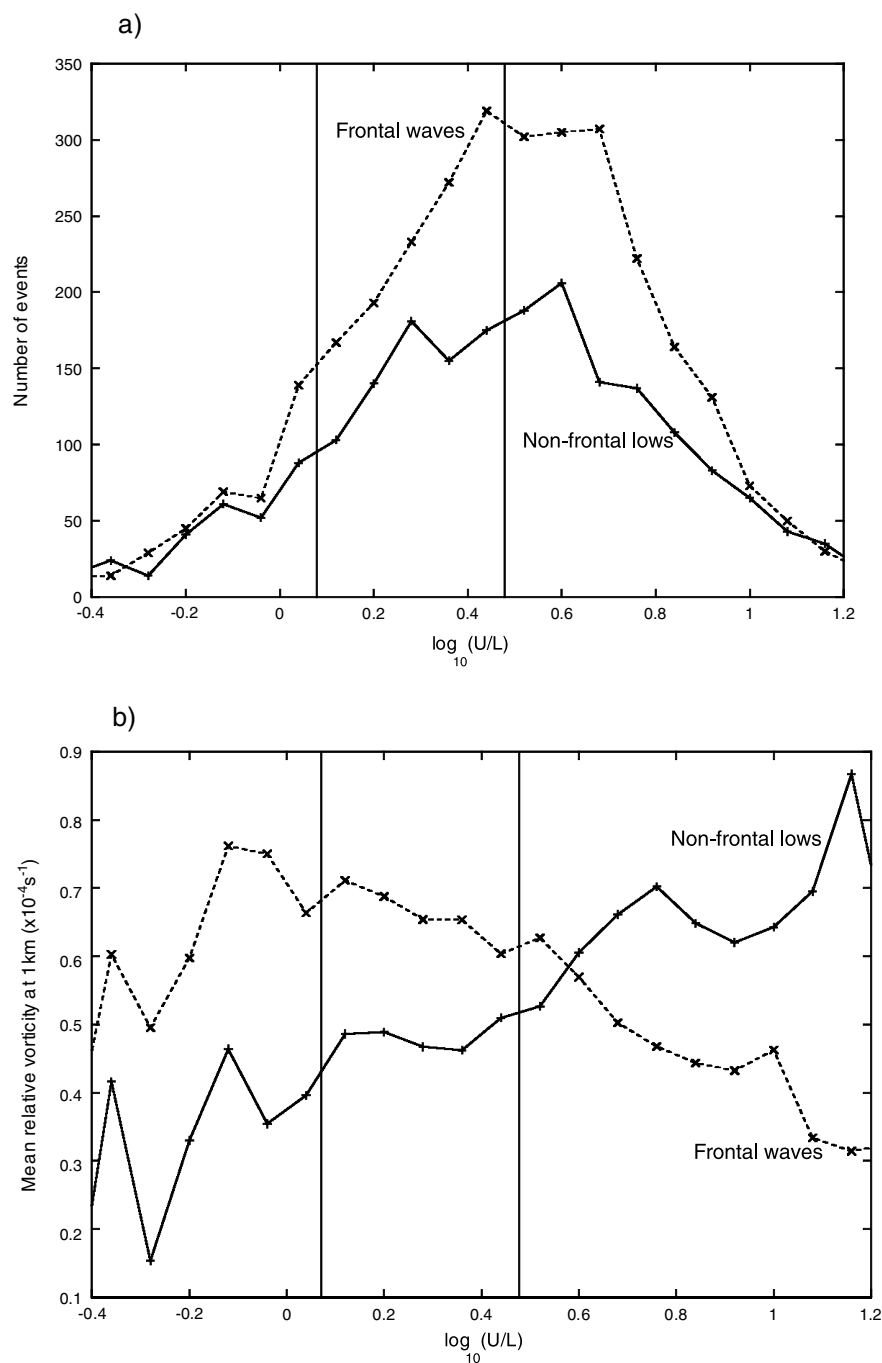 a)
350
300
250
200
150
100
50
0
Number of events
Frontal waves
Non-frontal lows
-0.4 -0.2 0 0.2 0.4 0.6 0.8 1 1.2
log10(U/L)
b)
0.9
0.8
0.7
0.6
0.5
0.4
0.3
0.2
0.1
Mean relative vorticity at 1km (x10-4s-1)
Non-frontal lows
Frontal waves
-0.4 -0.2 0 0.2 0.4 0.6 0.8 1 1.2
log10(U/L)